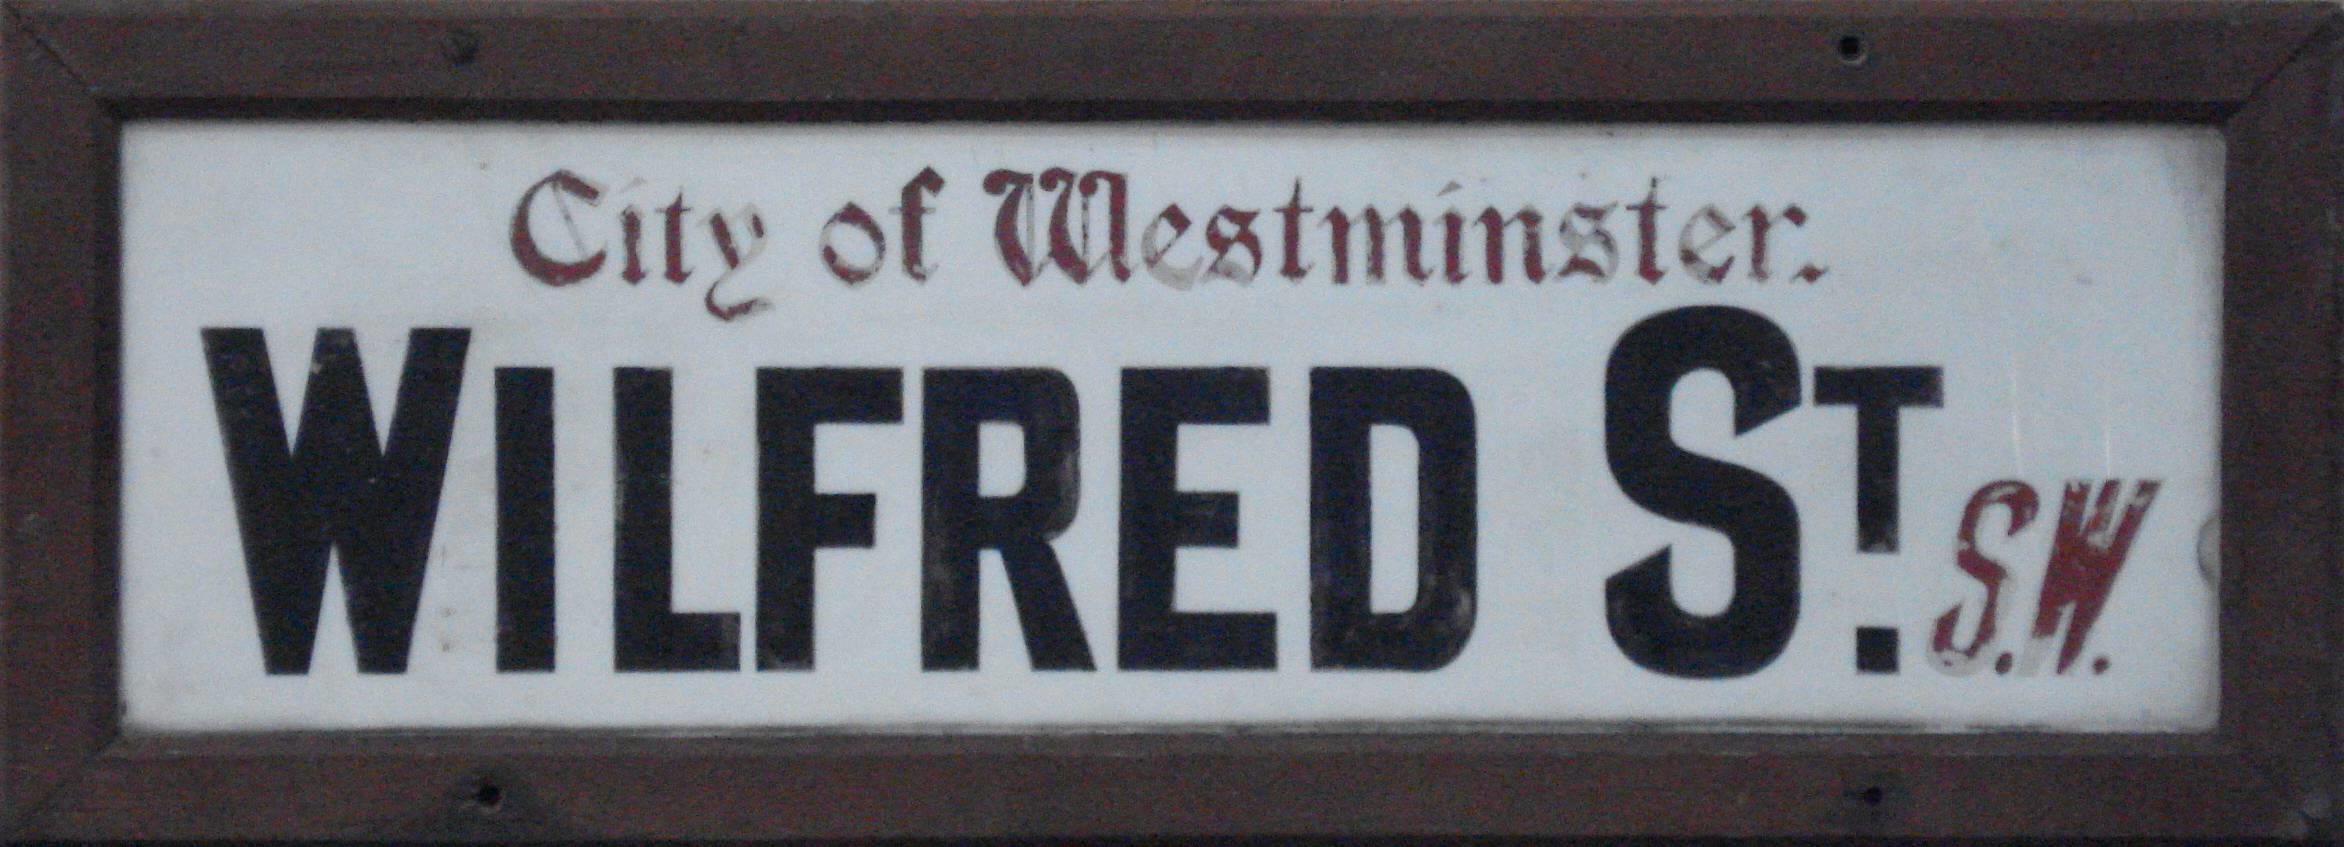 City of Westminster.
WILFRED ST. S.W.